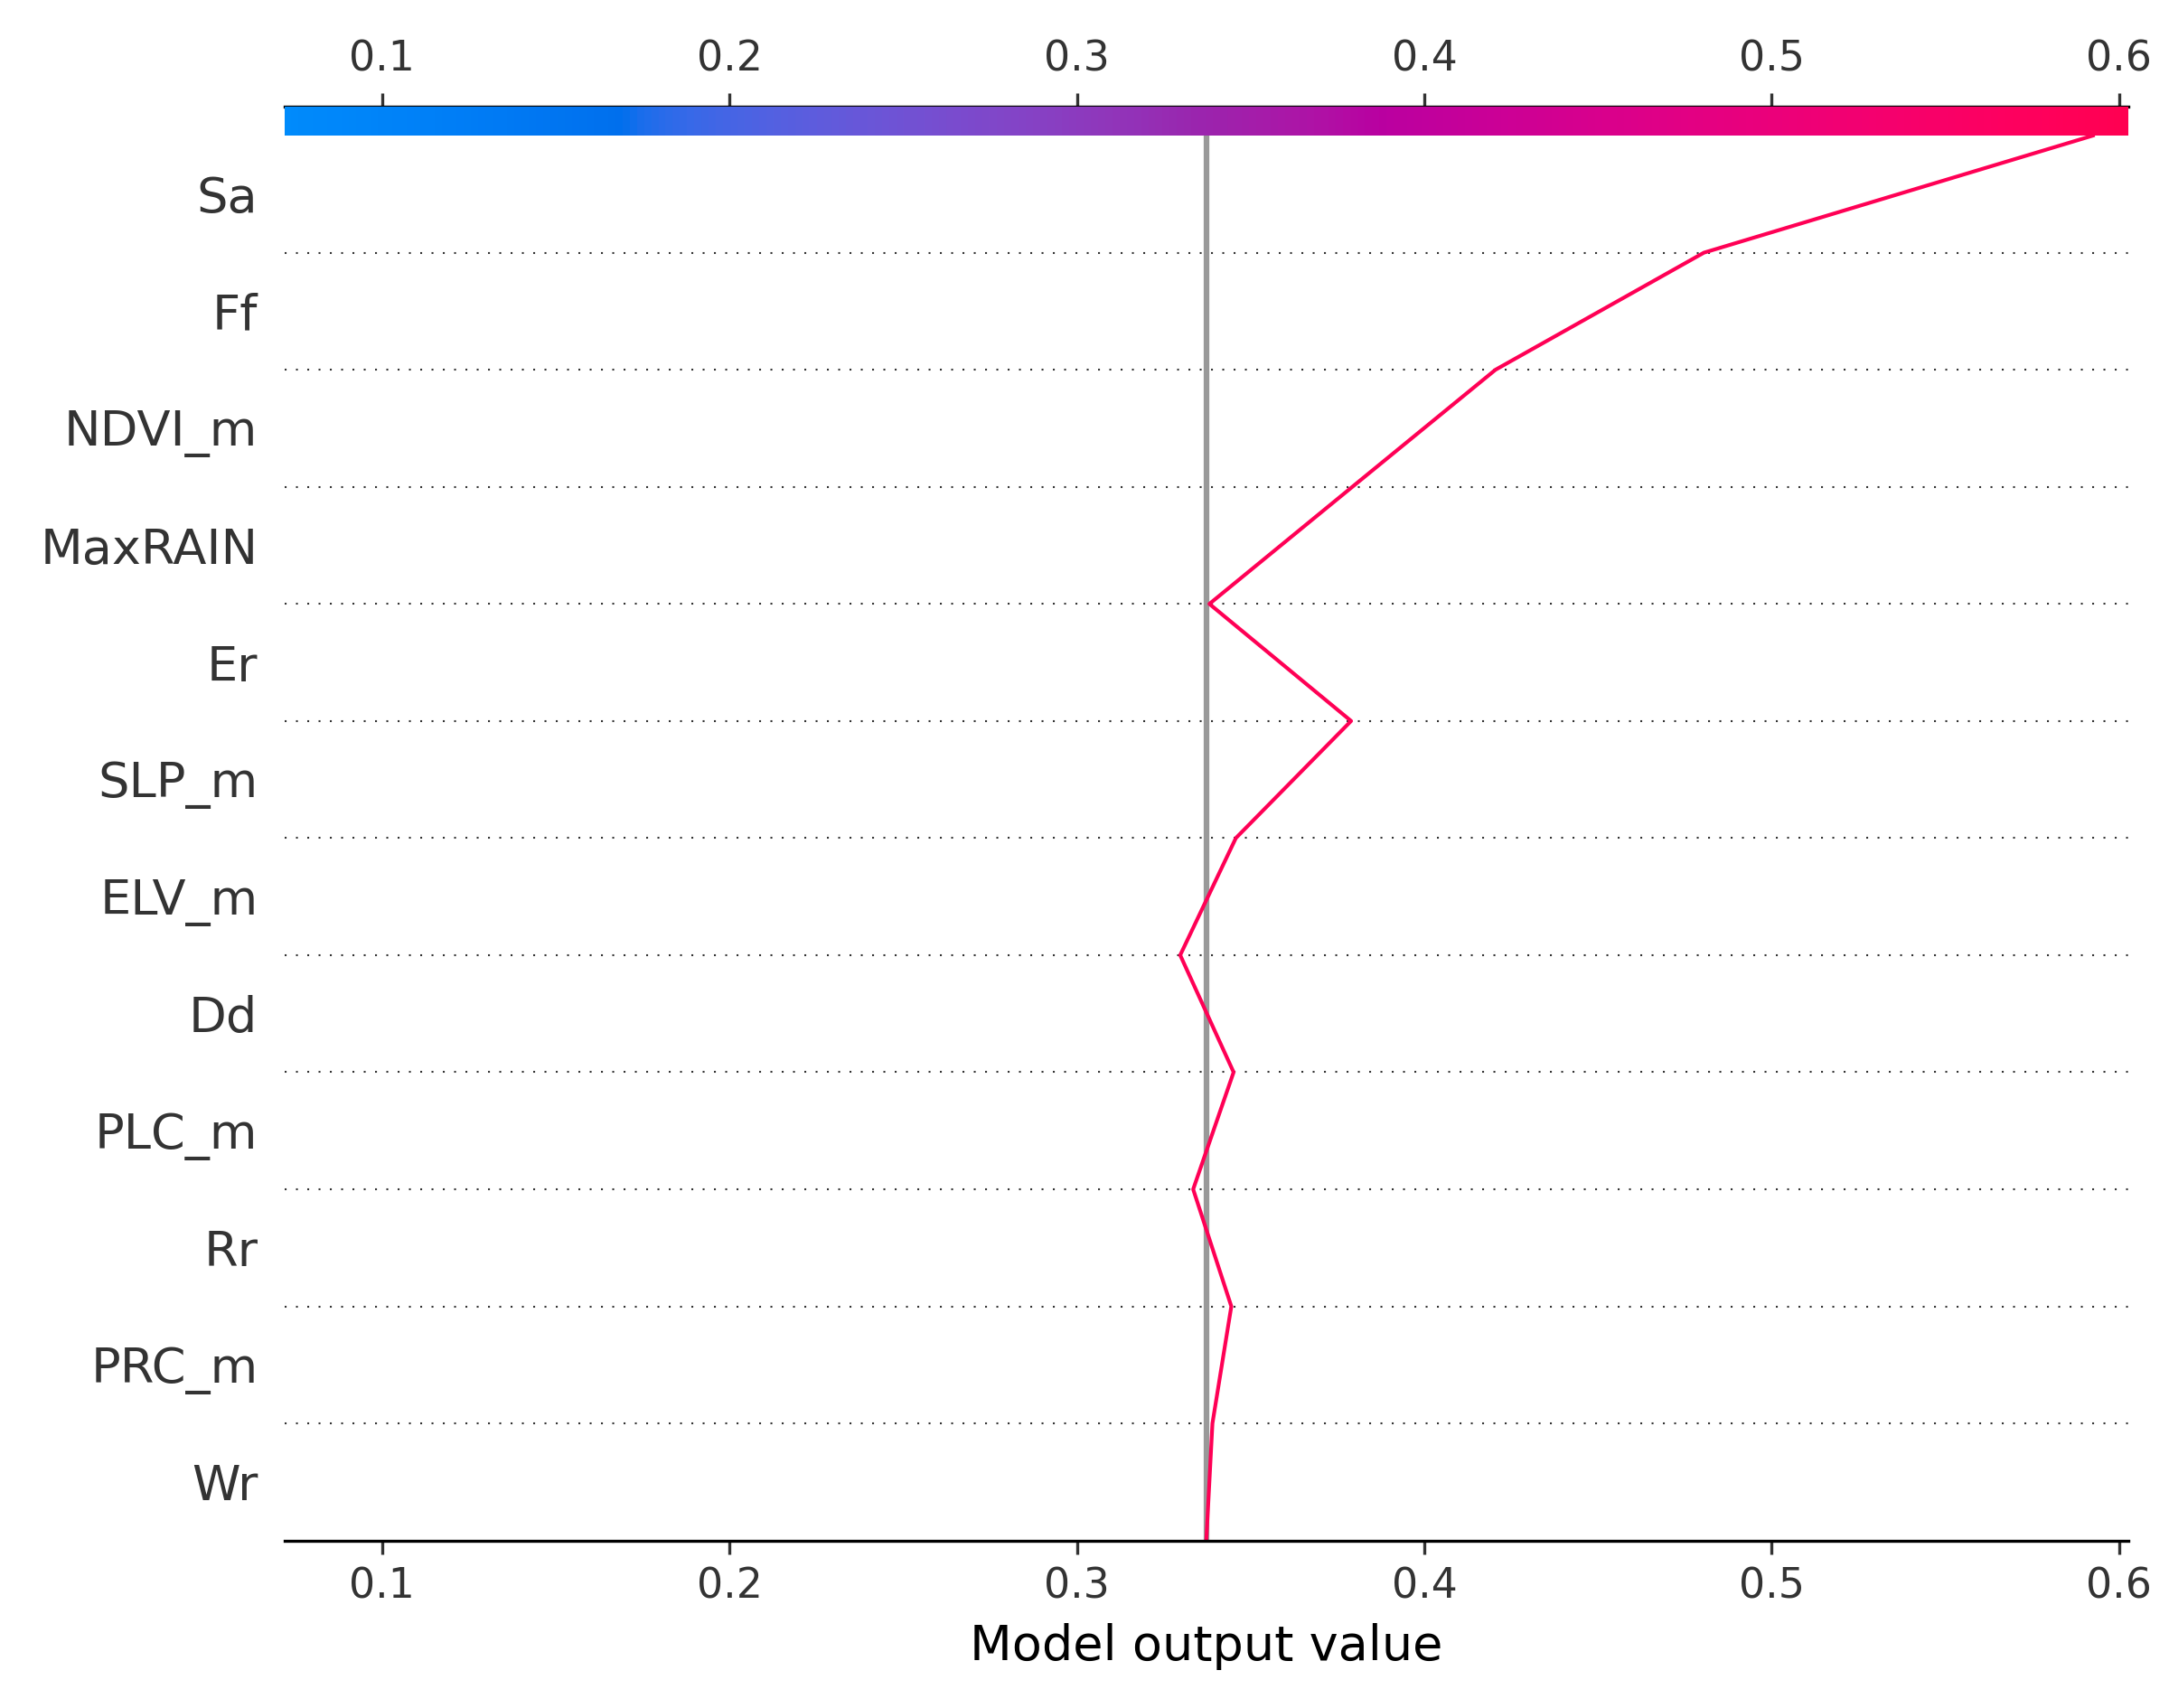 0.1 0.2 0.3 0.4 0.5 0.6
Sa
Ff
NDVI_m
MaxRAIN
Er
SLP_m
ELV_m
Dd
PLC_m
Rr
PRC_m
Wr
0.1 0.2 0.3 0.4 0.5 0.6
Model output value